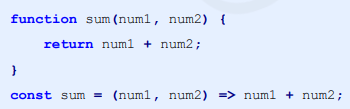 function sum(num1, num2) {
    return num1 + num2;
}
const sum = (num1, num2) => num1 + num2;